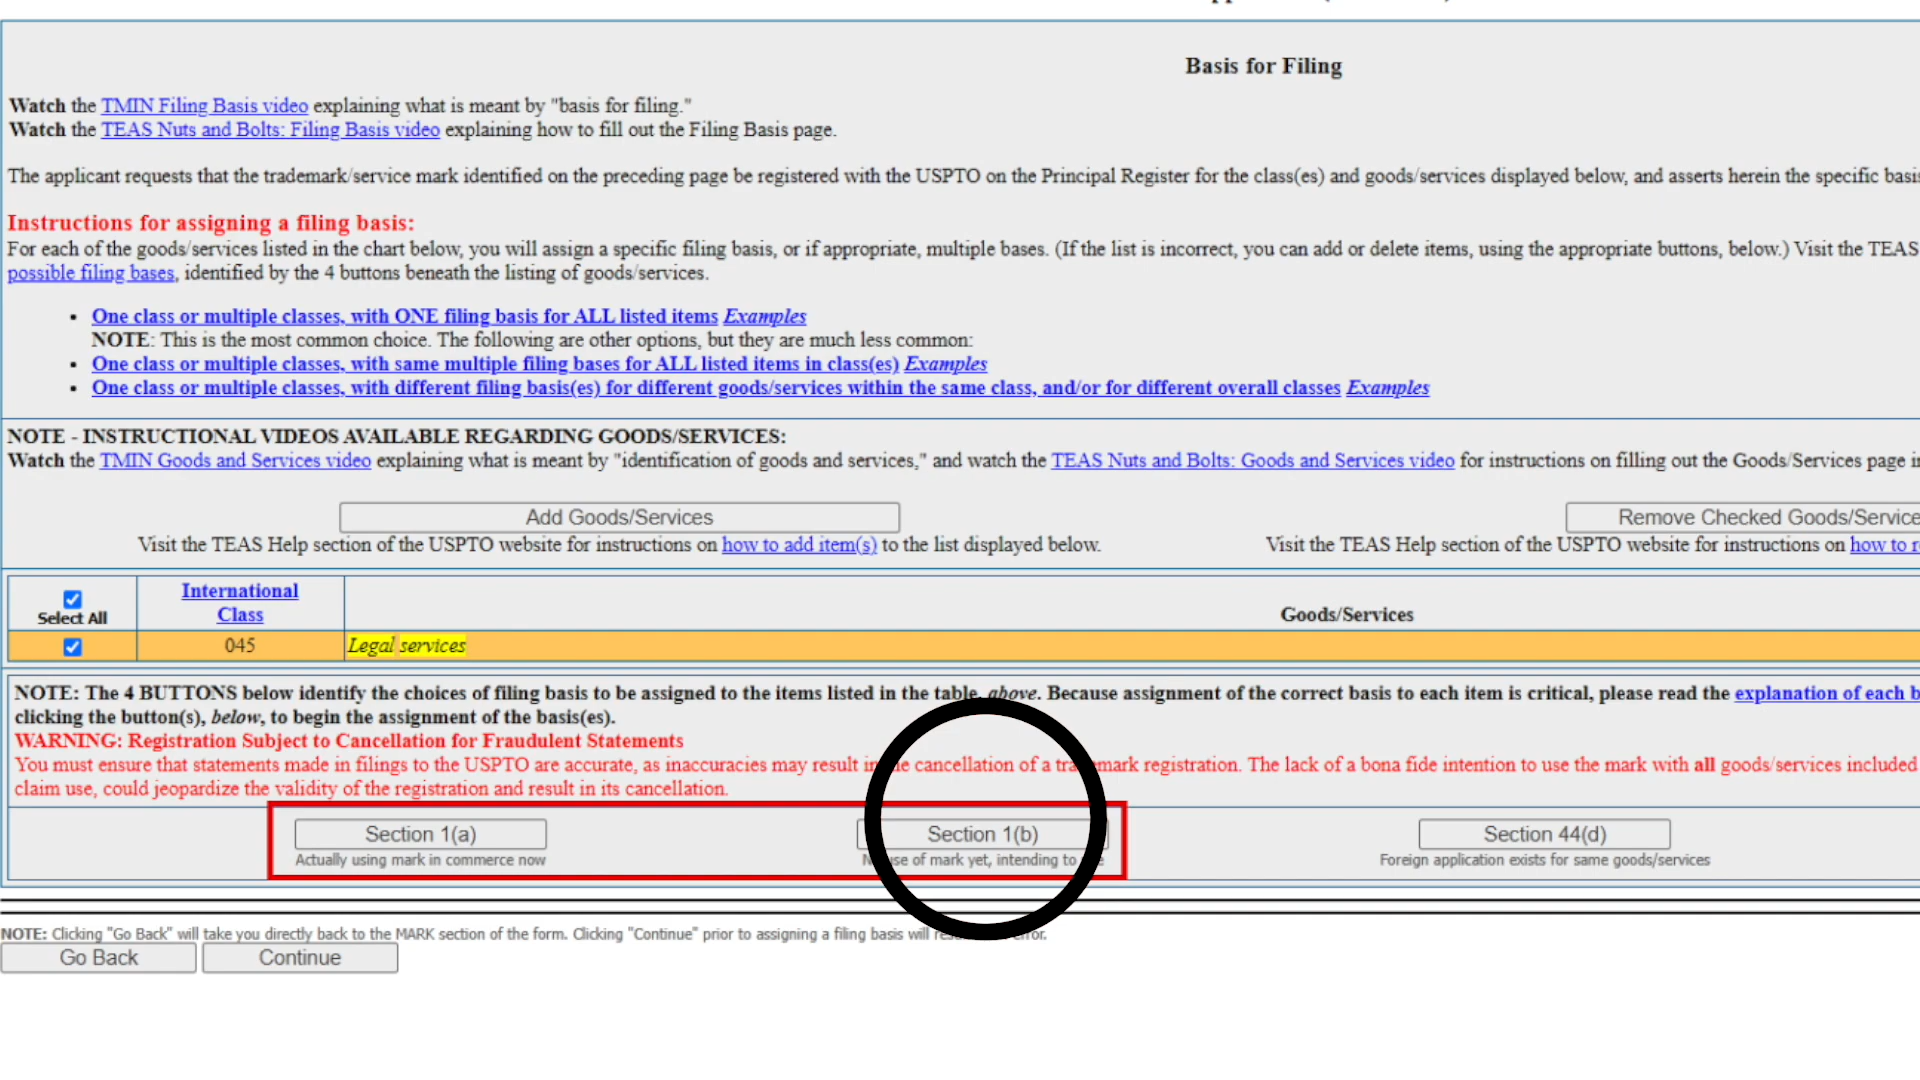 Basis for Filing
Watch the TMIN Filing Basis video explaining what is meant by "basis for filing."
Watch the TEAS Nuts and Bolts: Filing Basis video explaining how to fill out the Filing Basis page.
The applicant requests that the trademark/service mark identified on the preceding page be registered with the USPTO on the Principal Register for the class(es) and goods/services displayed below, and asserts herein the specific basis
Instructions for assigning a filing basis:
For each of the goods/services listed in the chart below, you will assign a specific filing basis, or if appropriate, multiple bases. (If the list is incorrect, you can add or delete items, using the appropriate buttons, below.) Visit the TEAS
possible filing bases, identified by the 4 buttons beneath the listing of goods/services.
• One class or multiple classes, with ONE filing basis for ALL listed items Examples
NOTE: This is the most common choice. The following are other options, but they are much less common:
• One class or multiple classes, with same multiple filing bases for ALL listed items in class(es) Examples
• One class or multiple classes, with different filing basis(es) for different goods/services within the same class, and/or for different overall classes Examples
NOTE - INSTRUCTIONAL VIDEOS AVAILABLE REGARDING GOODS/SERVICES:
Watch the TMIN Goods and Services video explaining what is meant by "identification of goods and services," and watch the TEAS Nuts and Bolts: Goods and Services video for instructions on filling out the Goods/Services page
Add Goods/Services Remove Checked Goods/Service
Visit the TEAS Help section of the USPTO website for instructions on how to add item(s) to the list displayed below. Visit the TEAS Help section of the USPTO website for instructions on how to
Select All International Class Goods/Services
045 Legal services
NOTE: The 4 BUTTONS below identify the choices of filing basis to be assigned to the items listed in the table, above. Because assignment of the correct basis to each item is critical, please read the explanation of each
clicking the button(s), below, to begin the assignment of the basis(es).
WARNING: Registration Subject to Cancellation for Fraudulent Statements
You must ensure that statements made in filings to the USPTO are accurate, as inaccuracies may result cancellation of a mark registration. The lack of a bona fide intention to use the mark with all goods/services included
claim use, could jeopardize the validity of the registration and result in its cancellation.
Section 1(a) Section 1(b) Section 44(d)
Actually using mark in commerce now use of mark yet, intending to Foreign application exists for same goods/services
NOTE: Clicking "Go Back" will take you directly back to the MARK section of the form. Clicking "Continue" prior to assigning a filing basis will error.
Go Back Continue